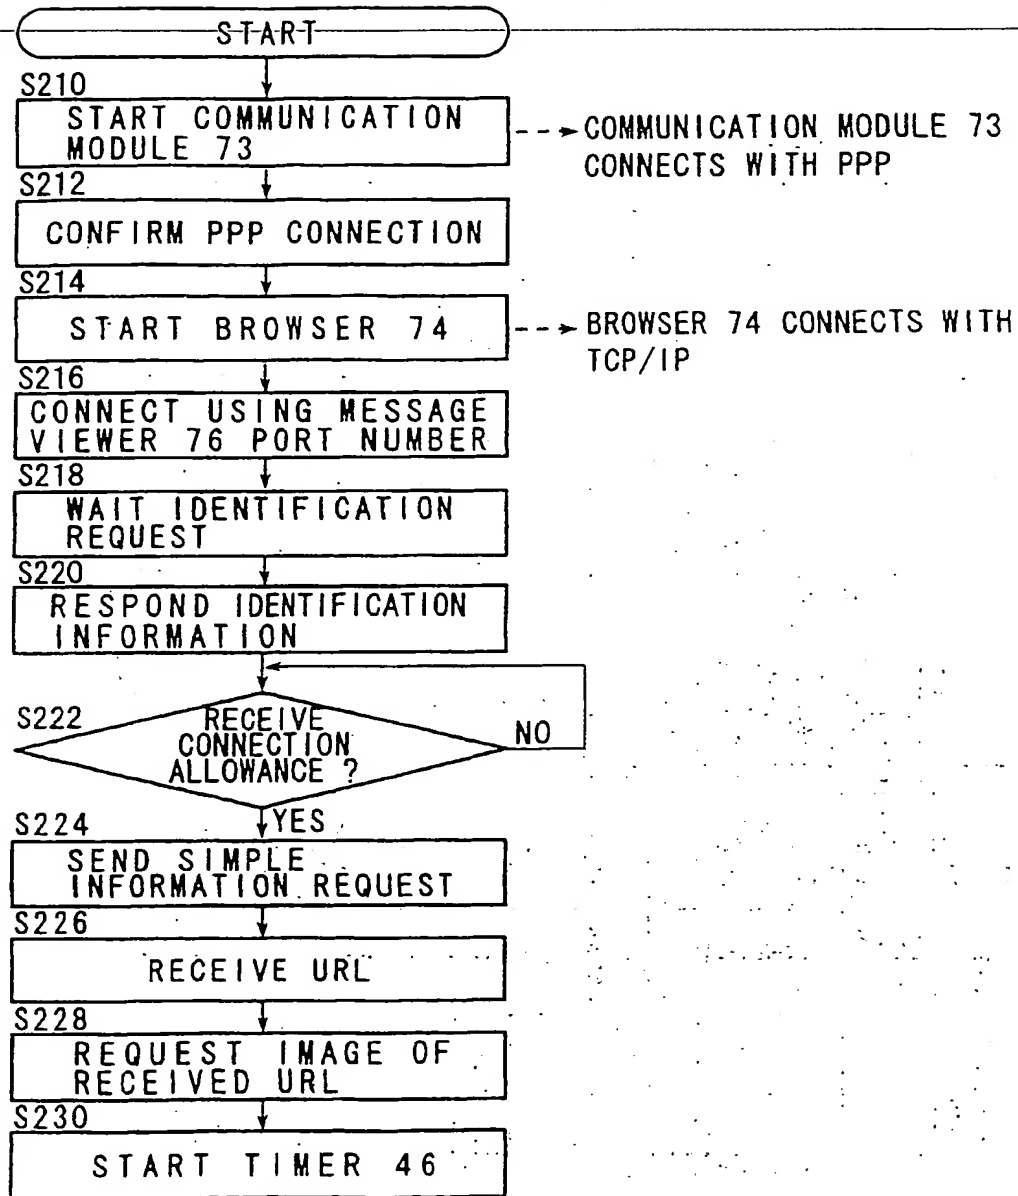 START
S210
START COMMUNICATION
MODULE 73
COMMUNICATION MODULE 73
CONNECTS WITH PPP
S212
CONFIRM PPP CONNECTION
S214
START BROWSER 74
BROWSER 74 CONNECTS WITH
TCP/IP
S216
CONNECT USING MESSAGE
VIEWER 76 PORT NUMBER
S218
WAIT IDENTIFICATION
REQUEST
S220
RESPOND IDENTIFICATION
INFORMATION
S222
RECEIVE
CONNECTION
ALLOWANCE ?
NO
YES
S224
SEND SIMPLE
INFORMATION REQUEST
S226
RECEIVE URL
S228
REQUEST IMAGE OF
RECEIVED URL
S230
START TIMER 46